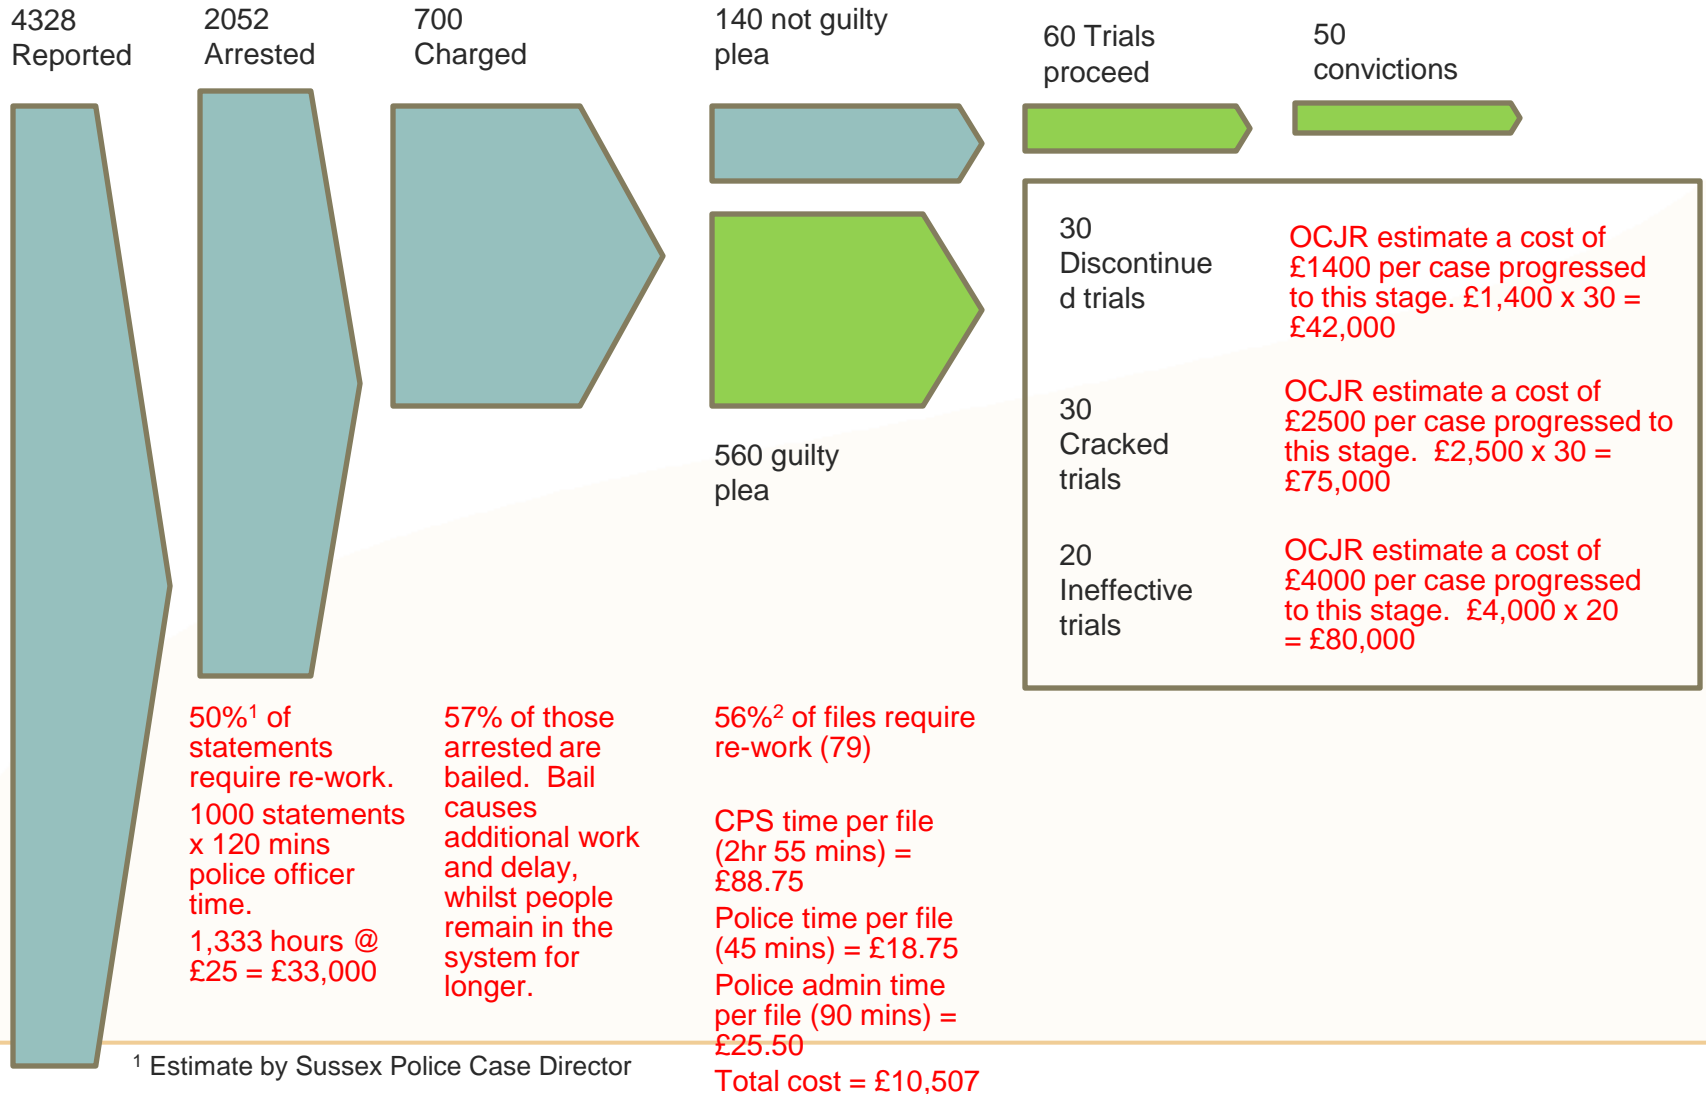 4328
Reported
2052
Arrested
700
Charged
140 not guilty
plea
60 Trials
proceed
50
convictions
560 guilty
plea
30
Discontinue
d trials
OCJR estimate a cost of
£1400 per case progressed
to this stage. £1,400 x 30 =
£42,000
30
Cracked
trials
OCJR estimate a cost of
£2500 per case progressed to
this stage.  £2,500 x 30 =
£75,000
20
Ineffective
trials
OCJR estimate a cost of
£4000 per case progressed
to this stage.  £4,000 x 20
= £80,000
50%¹ of
statements
require re-work.
1000 statements
x 120 mins
police officer
time.
1,333 hours @
£25 = £33,000
57% of those
arrested are
bailed.  Bail
causes
additional work
and delay,
whilst people
remain in the
system for
longer.
56%² of files require
re-work (79)
CPS time per file
(2hr 55 mins) =
£88.75
Police time per file
(45 mins) = £18.75
Police admin time
per file (90 mins) =
£25.50
Total cost = £10,507
¹ Estimate by Sussex Police Case Director